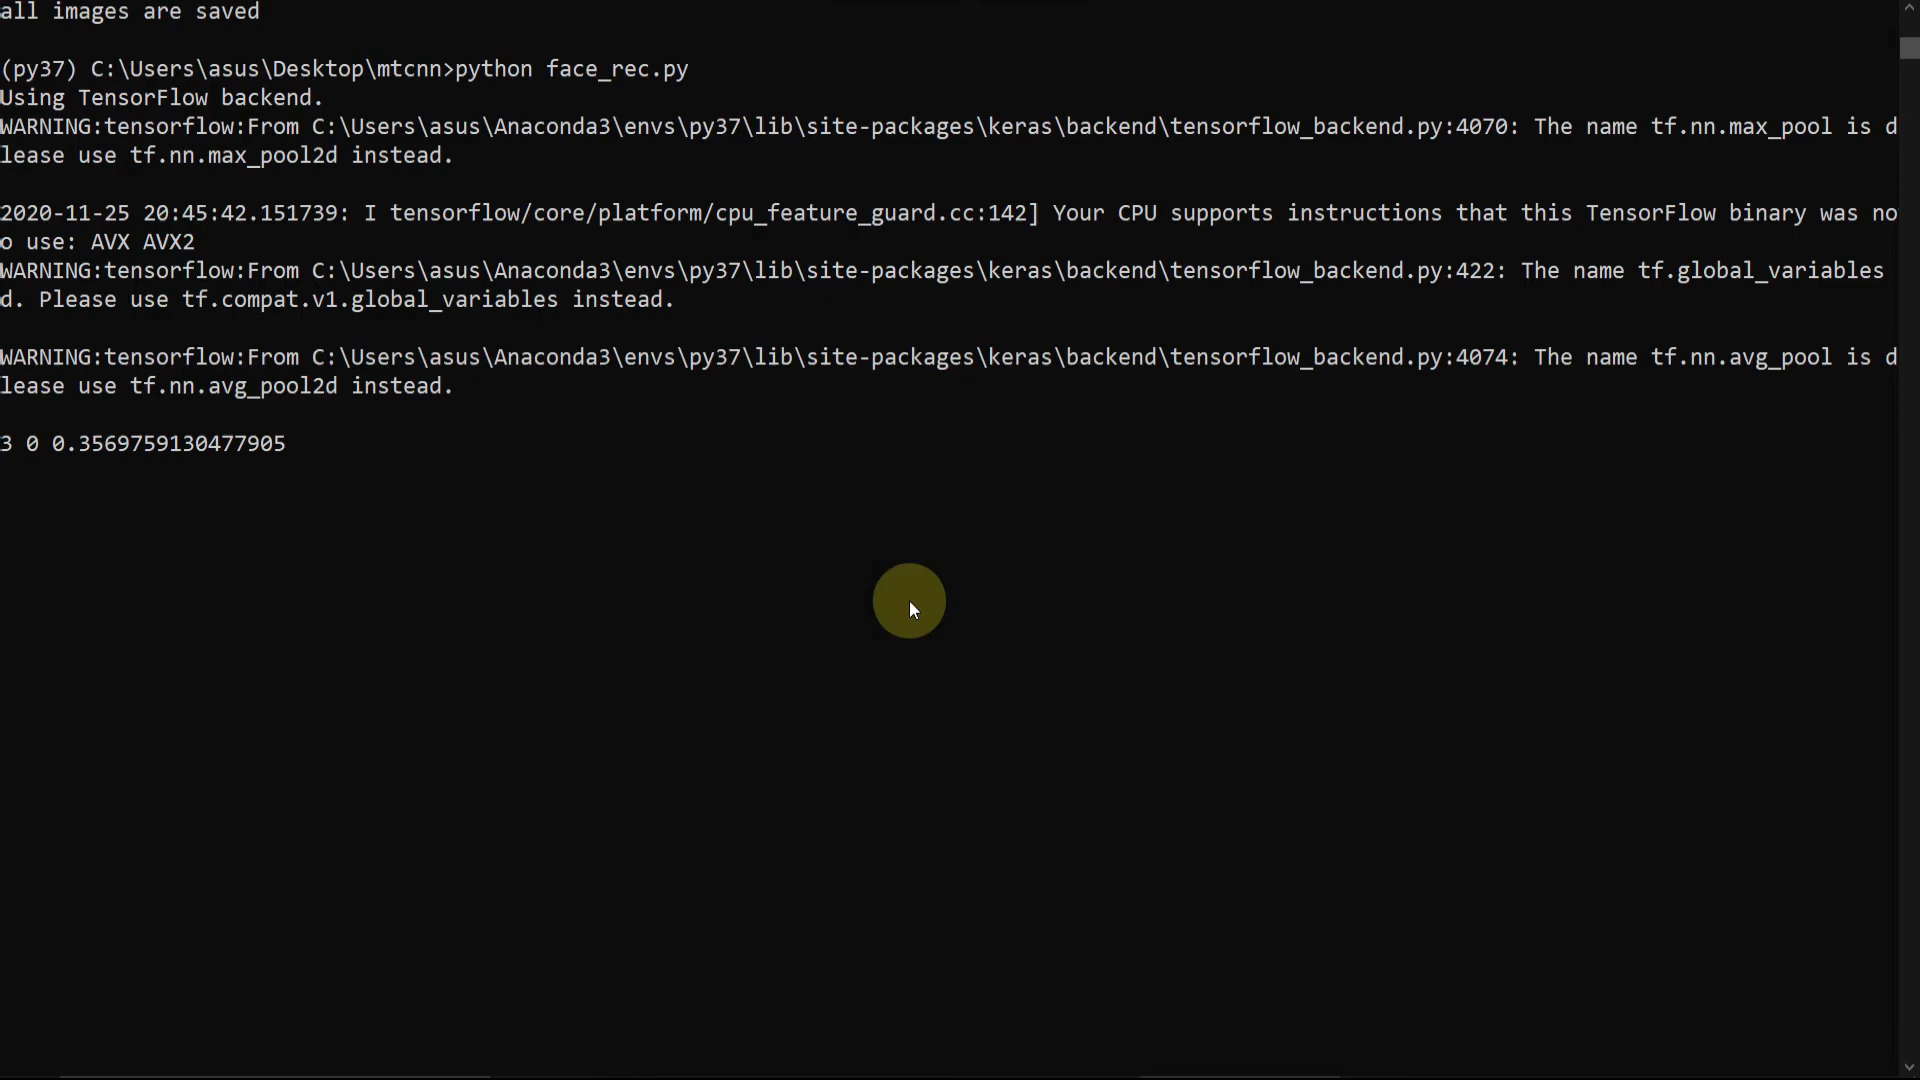 all images are saved
(py37) C:\Users\asus\Desktop\mtcnn>python face_rec.py
Using TensorFlow backend.
WARNING:tensorflow:From C:\Users\asus\Anaconda3\envs\py37\lib\site-packages\keras\backend\tensorflow_backend.py:4070: The name tf.nn.max_pool is d
lease use tf.nn.max_pool2d instead.
2020-11-25 20:45:42.151739: I tensorflow/core/platform/cpu_feature_guard.cc:142] Your CPU supports instructions that this TensorFlow binary was no
o use: AVX AVX2
WARNING:tensorflow:From C:\Users\asus\Anaconda3\envs\py37\lib\site-packages\keras\backend\tensorflow_backend.py:422: The name tf.global_variables
d. Please use tf.compat.v1.global_variables instead.
WARNING:tensorflow:From C:\Users\asus\Anaconda3\envs\py37\lib\site-packages\keras\backend\tensorflow_backend.py:4074: The name tf.nn.avg_pool is d
lease use tf.nn.avg_pool2d instead.
3 0 0.3569759130477905